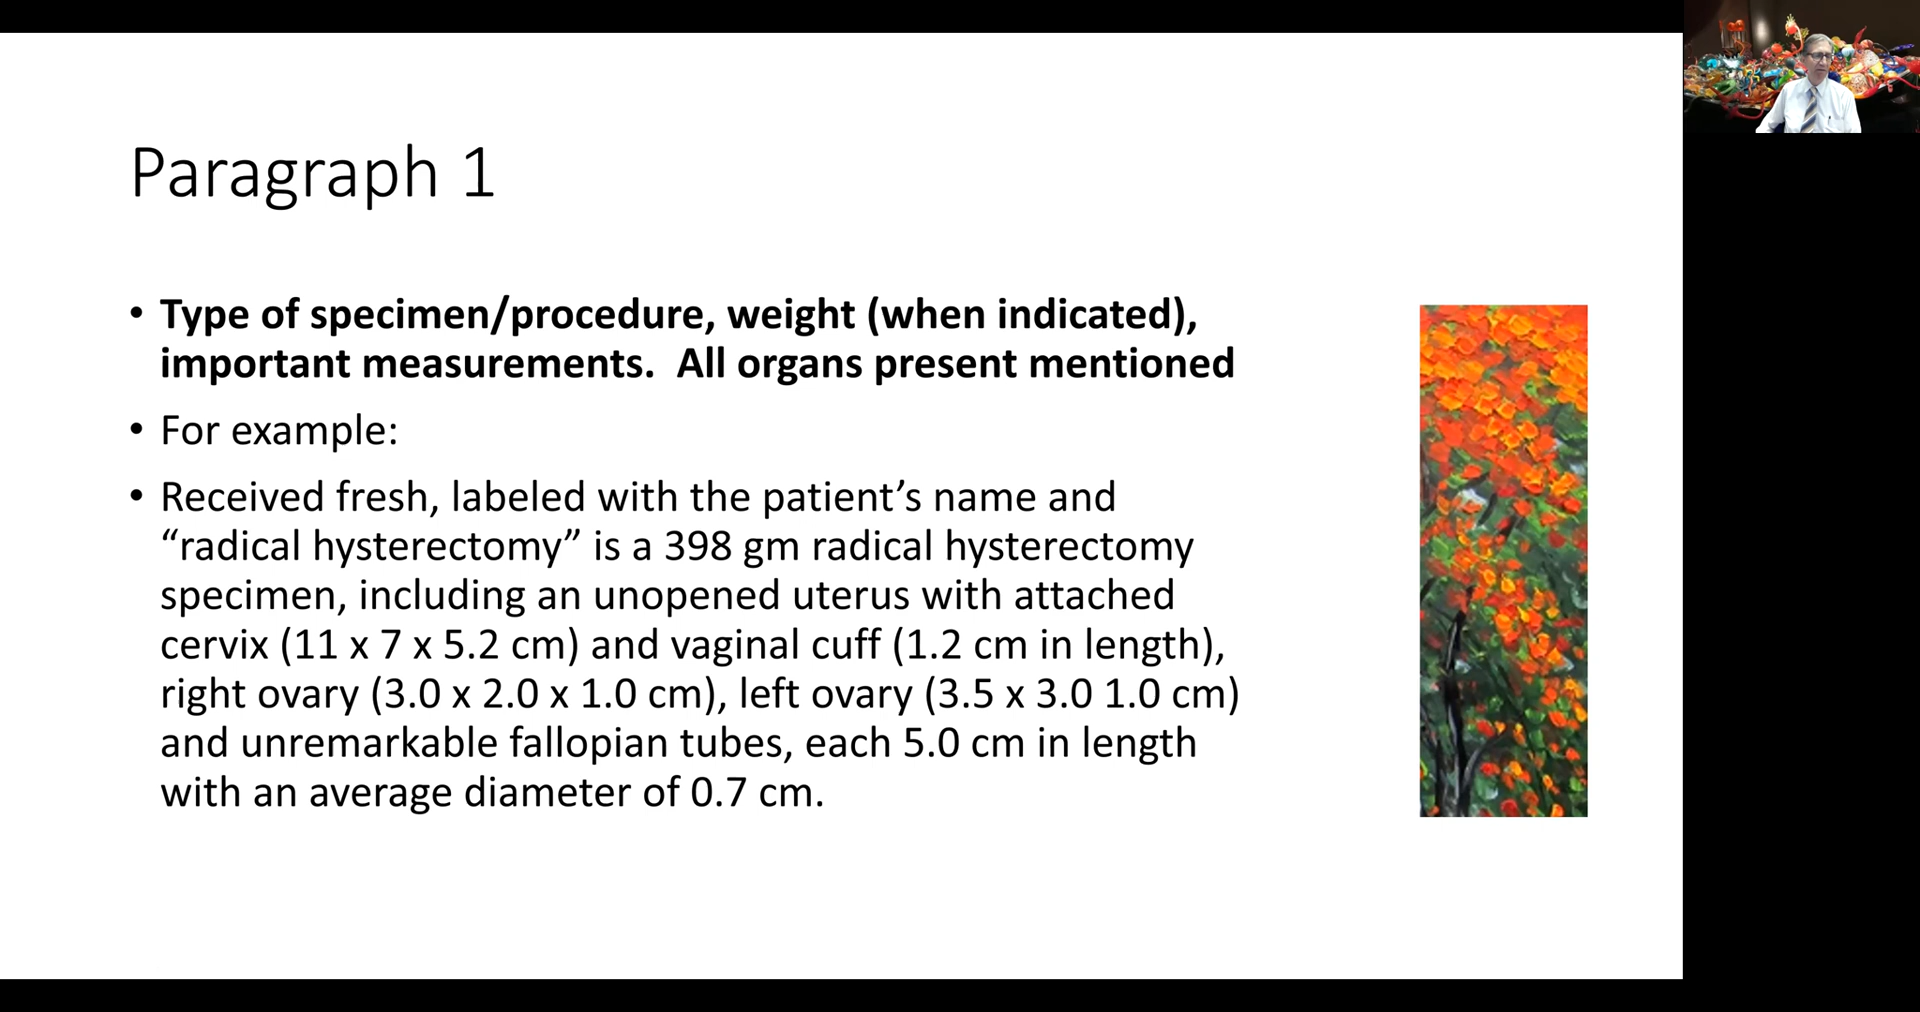 Paragraph 1
• Type of specimen/procedure, weight (when indicated),
important measurements.  All organs present mentioned
• For example:
• Received fresh, labeled with the patient’s name and
“radical hysterectomy” is a 398 gm radical hysterectomy
specimen, including an unopened uterus with attached
cervix (11 x 7 x 5.2 cm) and vaginal cuff (1.2 cm in length),
right ovary (3.0 x 2.0 x 1.0 cm), left ovary (3.5 x 3.0 1.0 cm)
and unremarkable fallopian tubes, each 5.0 cm in length
with an average diameter of 0.7 cm.